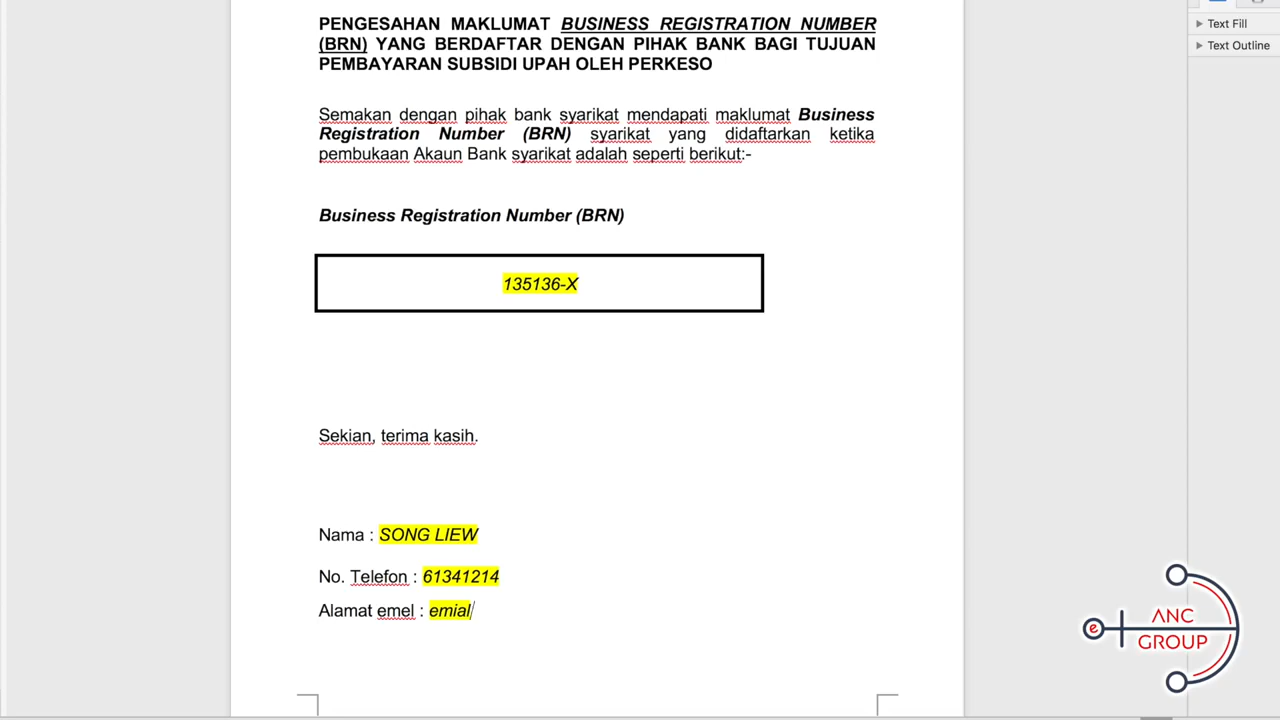 PENGESAHAN MAKLUMAT BUSINESS REGISTRATION NUMBER
(BRN) YANG BERDAFTAR DENGAN PIHAK BANK BAGI TUJUAN
PEMBAYARAN SUBSIDI UPAH OLEH PERKESO
Semakan dengan pihak bank syarikat mendapati maklumat Business
Registration Number (BRN) syarikat yang didaftarkan ketika
pembukaan Akaun Bank syarikat adalah seperti berikut:-
Business Registration Number (BRN)
135136-X
Sekian, terima kasih.
Nama : SONG LIEW
No. Telefon : 61341214
Alamat emel : emial
Text Fill
Text Outline
e
ANC
GROUP